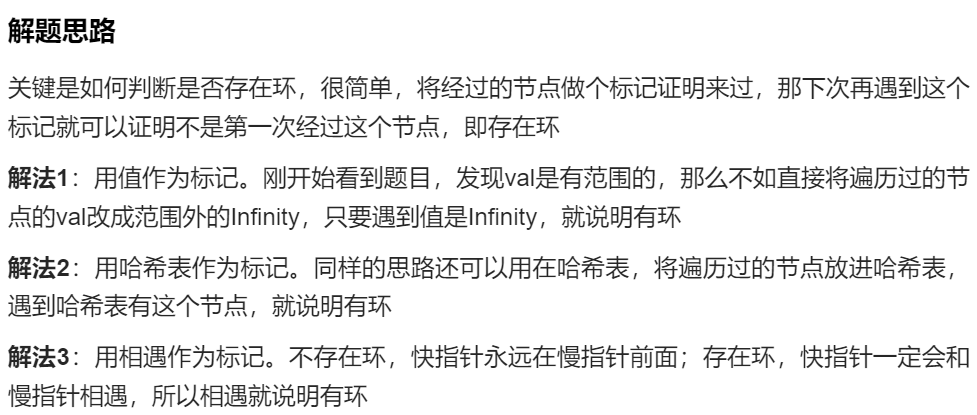 解题思路
关键是如何判断是否存在环，很简单，将经过的节点做个标记证明来过，那下次再遇到这个
标记就可以证明不是第一次经过这个节点，即存在环
解法1：用值作为标记。刚开始看到题目，发现val是有范围的，那么不如直接将遍历过的节
点的val改成范围外的Infinity，只要遇到值是Infinity，就说明有环
解法2：用哈希表作为标记。同样的思路还可以用在哈希表，将遍历过的节点放进哈希表，
遇到哈希表有这个节点，就说明有环
解法3：用相遇作为标记。不存在环，快指针永远在慢指针前面；存在环，快指针一定会和
慢指针相遇，所以相遇就说明有环